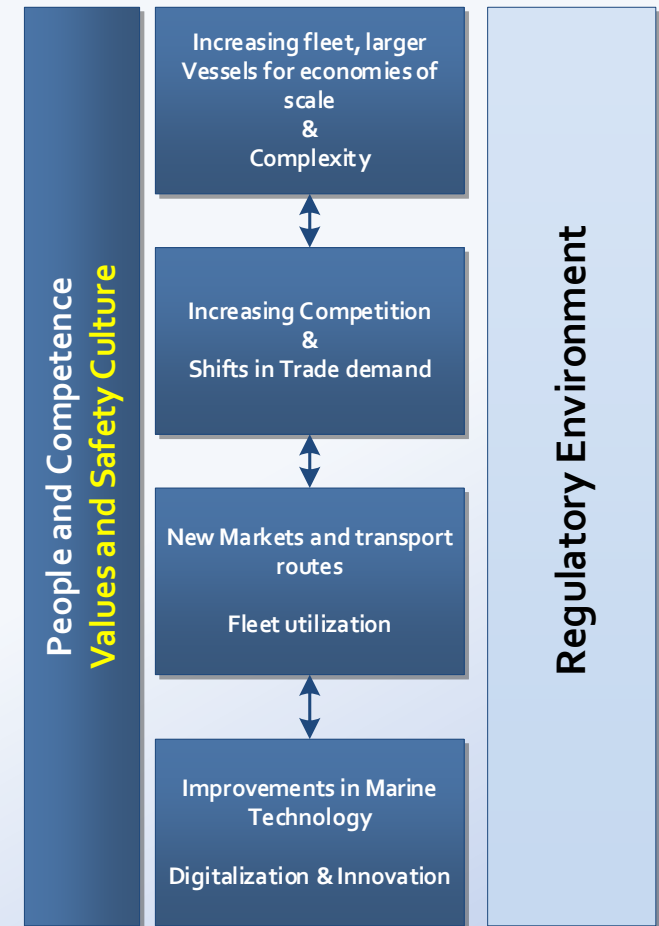 People and Competence
Values and Safety Culture
Increasing fleet, larger
Vessels for economies of
scale
&
Complexity
Increasing Competition
&
Shifts in Trade demand
New Markets and transport
routes
Fleet utilization
Improvements in Marine
Technology
Digitalization & Innovation
Regulatory Environment